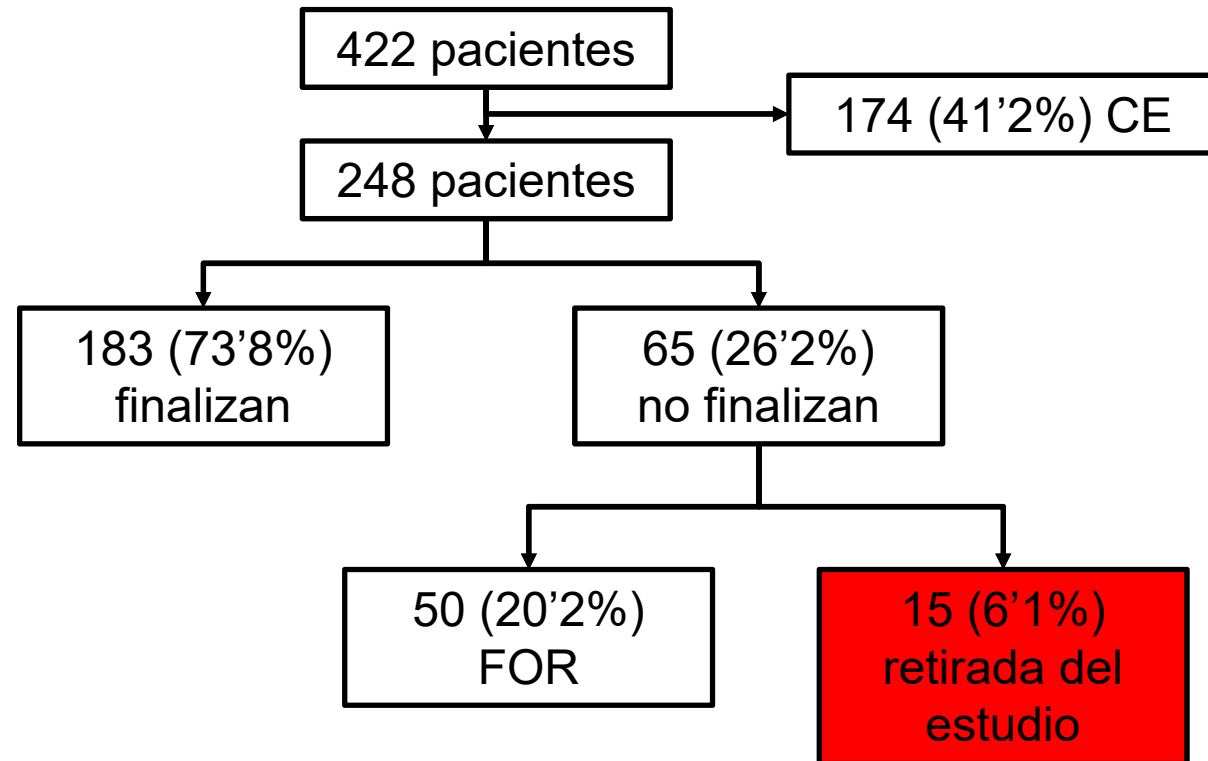 422 pacientes
174 (41’2%) CE
248 pacientes
183 (73’8%)
finalizan
65 (26’2%)
no finalizan
50 (20’2%)
FOR
15 (6’1%)
retirada del
estudio